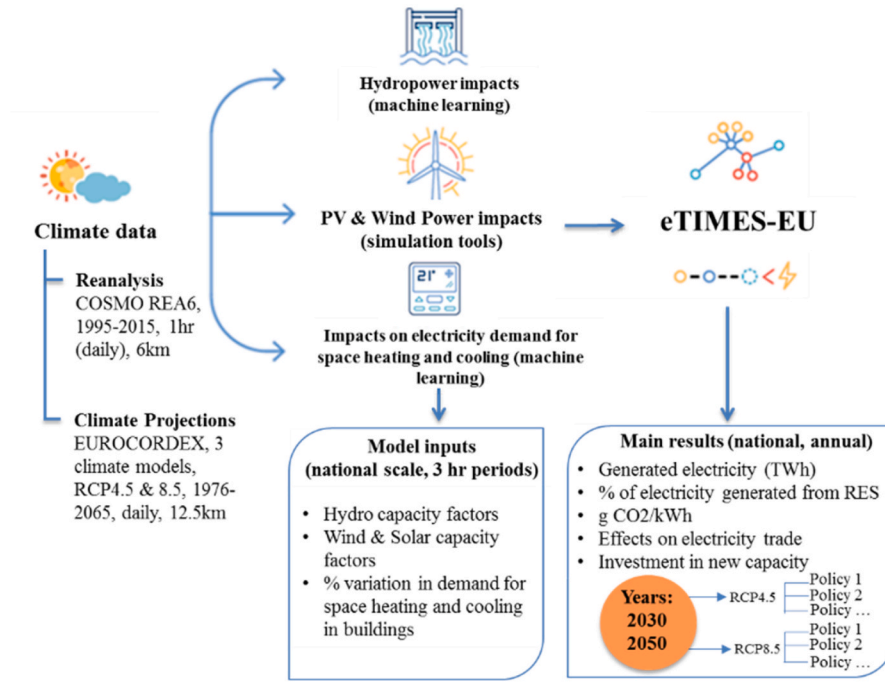 Hydropower impacts
(machine learning)
PV & Wind Power impacts
(simulation tools)
eTIMES-EU
Climate data
Reanalysis
COSMO REA6,
1995-2015, 1hr
(daily), 6km
21°
Impacts on electricity demand for
space heating and cooling (machine
learning)
Climate Projections
EUROCORDEX, 3
climate models,
RCP4.5 & 8.5, 1976-
2065, daily, 12.5km
Model inputs
(national scale, 3 hr periods)
• Hydro capacity factors
• Wind & Solar capacity
factors
• % variation in demand for
space heating and cooling
in buildings
Main results (national, annual)
• Generated electricity (TWh)
• % of electricity generated from RES
• g CO2/kWh
• Effects on electricity trade
• Investment in new capacity
Years:
2030
2050
RCP4.5
Policy 1
Policy 2
Policy …
RCP8.5
Policy 1
Policy 2
Policy …